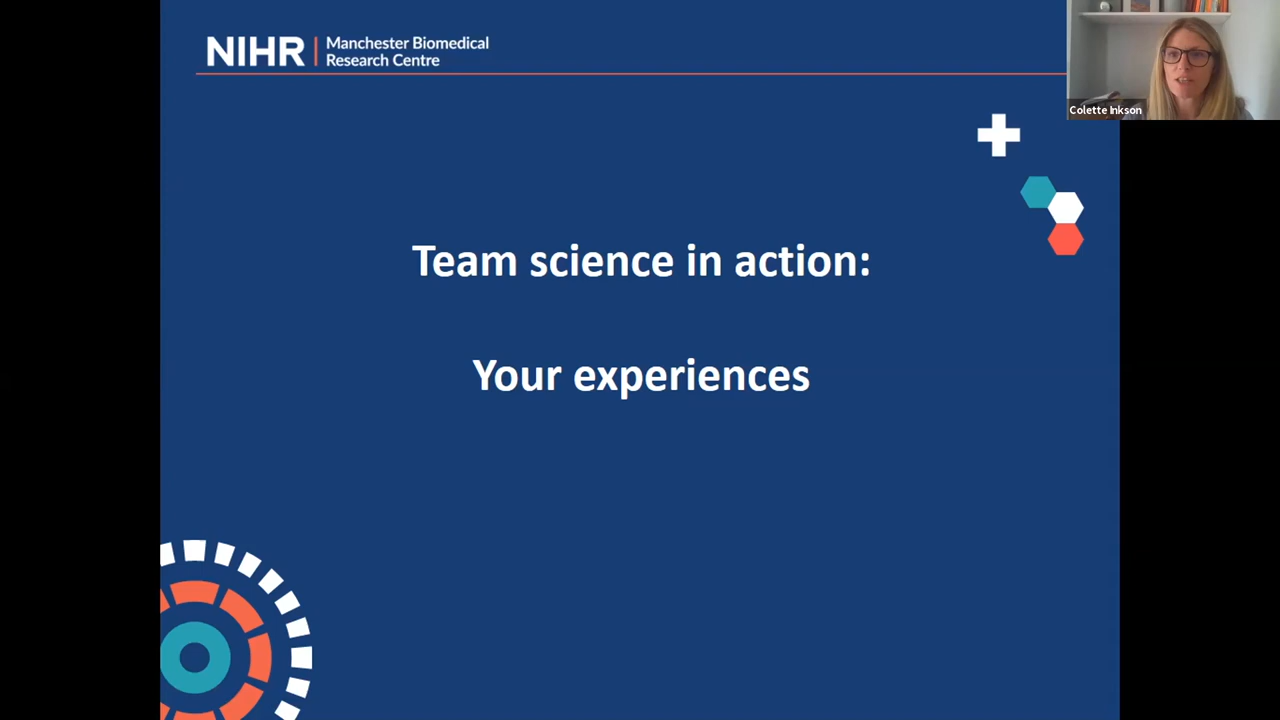 NIHR | Manchester Biomedical
Research Centre
Colette Inkson
Team science in action:
Your experiences